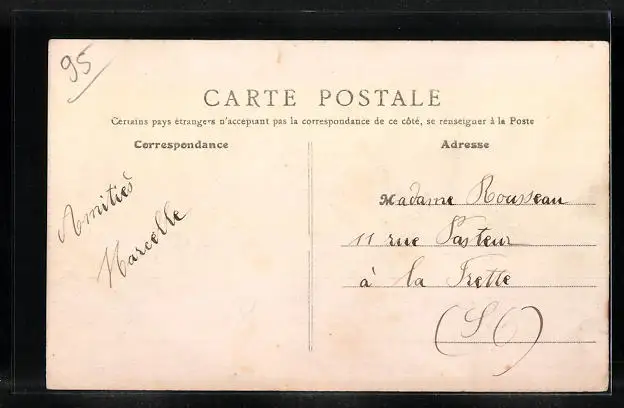 95
CARTE POSTALE
Certains pays étrangers n'acceptant pas la correspondance de ce côté, se renseigner à la Poste
Correspondance
Adresse
Amitiés
Marcelle
Madame Rousseau
11 rue Pasteur
à la Frette